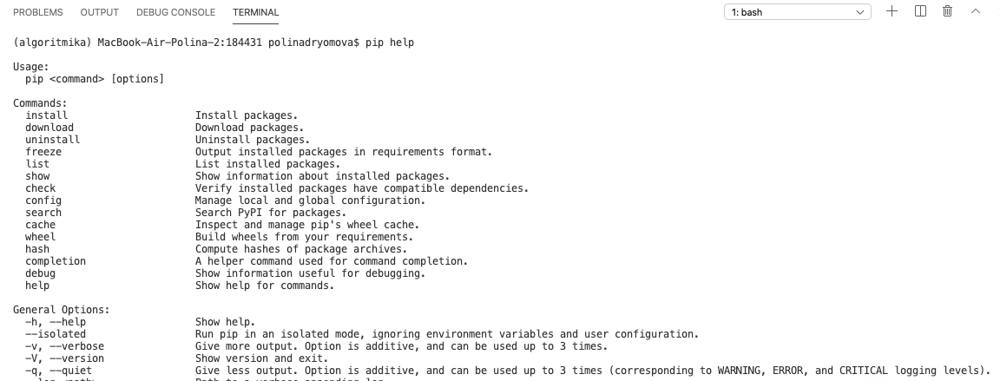 PROBLEMS OUTPUT DEBUG CONSOLE TERMINAL 1: bash
(algoritmika) MacBook-Air-Polina-2:184431 polinadryomova$ pip help
Usage:
pip <command> [options]
Commands:
install Install packages.
download Download packages.
uninstall Uninstall packages.
freeze Output installed packages in requirements format.
list List installed packages.
show Show information about installed packages.
check Verify installed packages have compatible dependencies.
config Manage local and global configuration.
search Search PyPI for packages.
cache Inspect and manage pip's wheel cache.
wheel Build wheels from your requirements.
hash Compute hashes of package archives.
completion A helper command used for command completion.
debug Show information useful for debugging.
help Show help for commands.
General Options:
-h, --help Show help.
--isolated Run pip in an isolated mode, ignoring environment variables and user configuration.
-v, --verbose Give more output. Option is additive, and can be used up to 3 times.
-V, --version Show version and exit.
-q, --quiet Give less output. Option is additive, and can be used up to 3 times (corresponding to WARNING, ERROR, and CRITICAL logging levels).